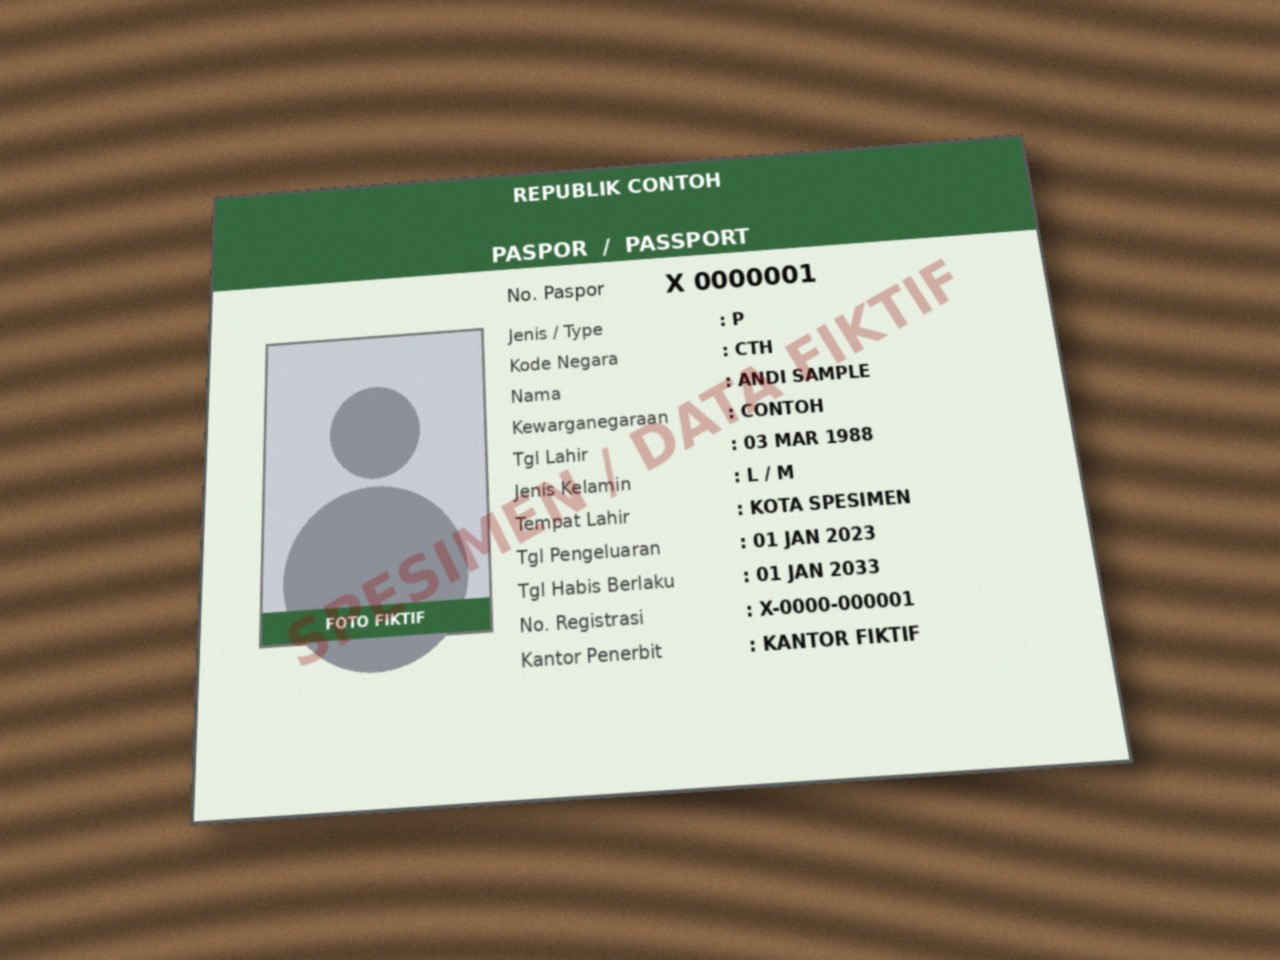 REPUBLIK CONTOH
PASPOR / PASSPORT
No. Paspor X 0000001
Jenis / Type : P
Kode Negara : CTH
Nama : ANDI SAMPLE
Kewarganegaraan : CONTOH
Tgl Lahir : 03 MAR 1988
Jenis Kelamin : L / M
Tempat Lahir : KOTA SPESIMEN
Tgl Pengeluaran : 01 JAN 2023
Tgl Habis Berlaku : 01 JAN 2033
No. Registrasi : X-0000-000001
Kantor Penerbit : KANTOR FIKTIF
FOTO FIKTIF
SPESIMEN / DATA FIKTIF